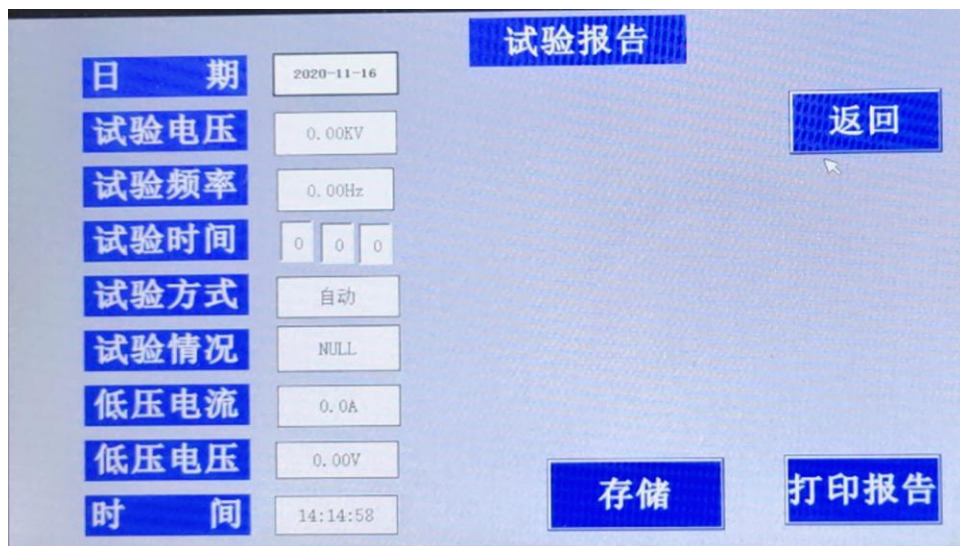 试验报告
日 期 2020-11-16
返回
试验电压 0.00KV
试验频率 0.00Hz
试验时间 0 0 0
试验方式 自动
试验情况 NULL
低压电流 0.0A
低压电压 0.00V
存储 打印报告
时 间 14:14:58